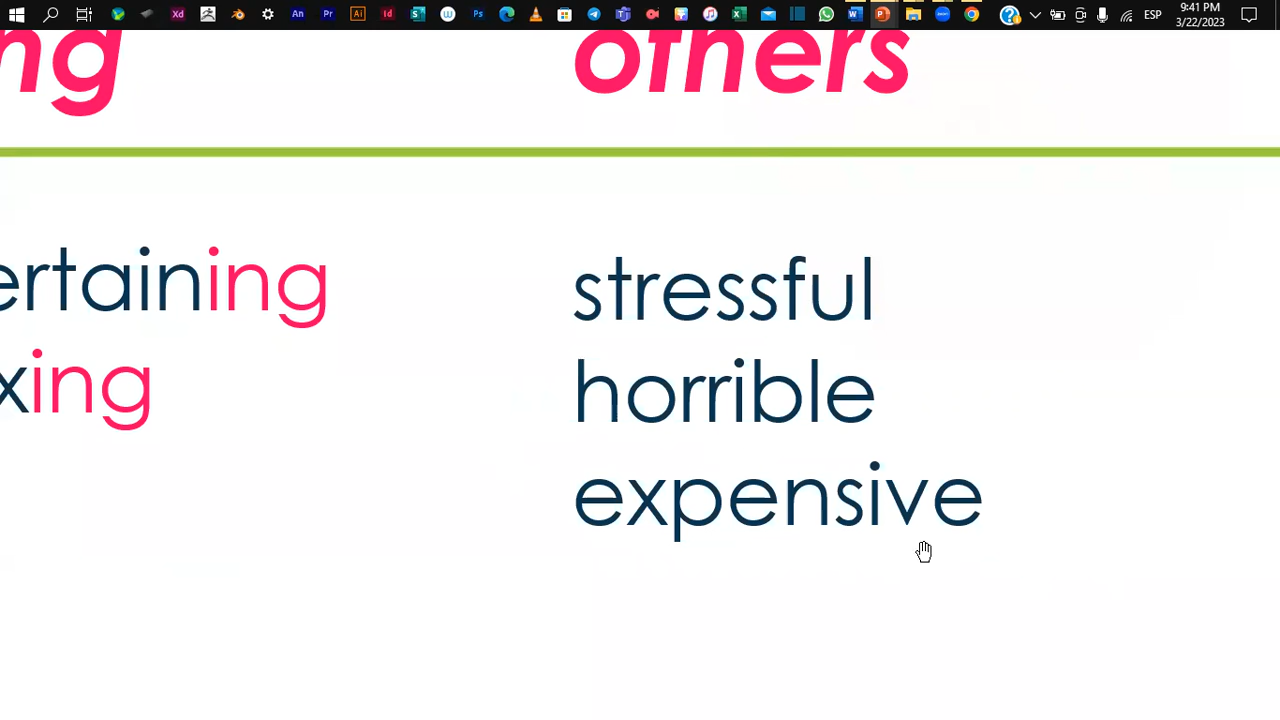 9:41 PM
ESP
3/22/2023
ng
others
ertaining
xing
stressful
horrible
expensive